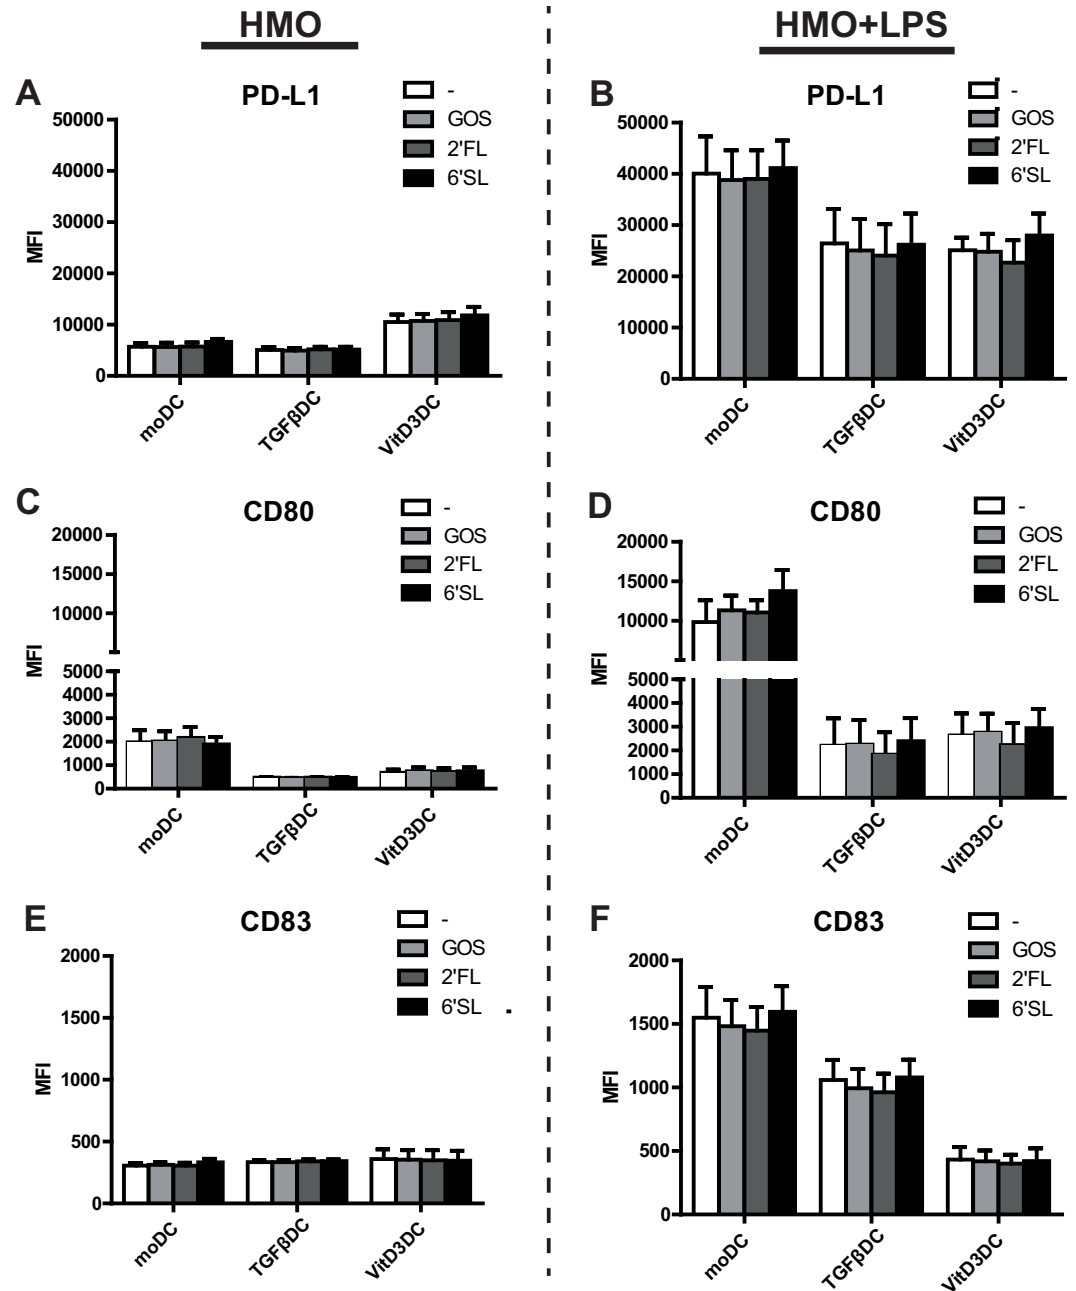 HMO
HMO+LPS
A
PD-L1
-
GOS
2'FL
6'SL
MFI
50000
40000
30000
20000
10000
0
moDC
TGFβDC
VitD3DC
B
PD-L1
-
GOS
2'FL
6'SL
MFI
50000
40000
30000
20000
10000
0
moDC
TGFβDC
VitD3DC
C
CD80
-
GOS
2'FL
6'SL
MFI
20000
15000
10000
5000
4000
3000
2000
1000
0
moDC
TGFβDC
VitD3DC
D
CD80
-
GOS
2'FL
6'SL
MFI
20000
15000
10000
5000
4000
3000
2000
1000
0
moDC
TGFβDC
VitD3DC
E
CD83
-
GOS
2'FL
6'SL
MFI
2000
1500
1000
500
0
moDC
TGFβDC
VitD3DC
F
CD83
-
GOS
2'FL
6'SL
MFI
2000
1500
1000
500
0
moDC
TGFβDC
VitD3DC